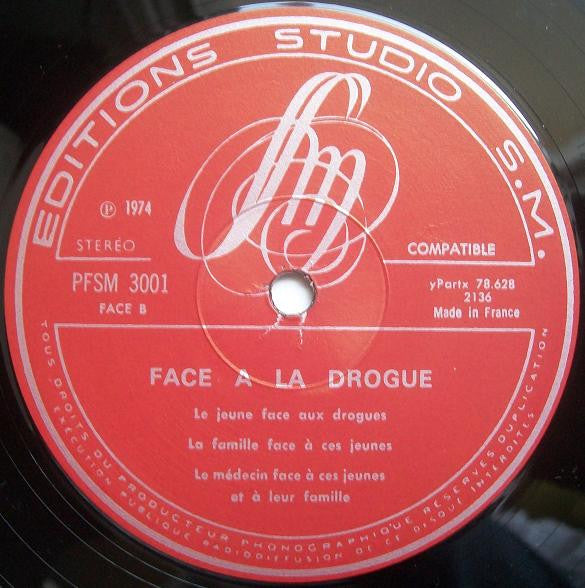 EDITIONS STUDIO S.M.
Sm
℗ 1974
STERÉO
COMPATIBLE
PFSM 3001
FACE B
yPartx 78.628
2136
Made in France
FACE A LA DROGUE
Le jeune face aux drogues
La famille face à ces jeunes
Le médecin face à ces jeunes
et à leur famille
TOUS DROITS DU PRODUCTEUR PHONOGRAPHIQUE RESERVES DUPLICATION
EXECUTION PUBLIQUE RADIODIFFUSION DE CE DISQUE INTERDITES